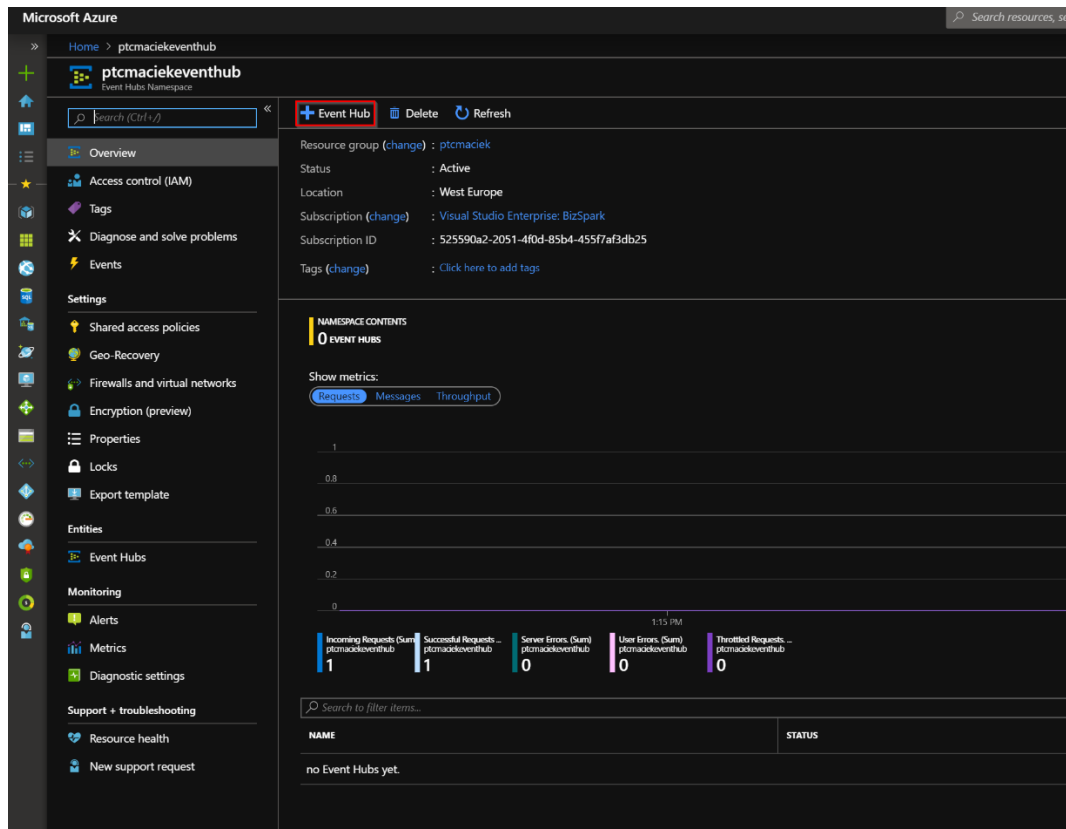 Microsoft Azure
Search resources, se
Home > ptcmaciekeventhub
ptcmaciekeventhub
Event Hubs Namespace
Search (Ctrl+/)
Overview
Access control (IAM)
Tags
Diagnose and solve problems
Events
Settings
Shared access policies
Geo-Recovery
Firewalls and virtual networks
Encryption (preview)
Properties
Locks
Export template
Entities
Event Hubs
Monitoring
Alerts
Metrics
Diagnostic settings
Support + troubleshooting
Resource health
New support request
Event Hub Delete Refresh
Resource group (change) : ptcmaciek
Status : Active
Location : West Europe
Subscription (change) : Visual Studio Enterprise: BizSpark
Subscription ID : 525590a2-2051-4f0d-85b4-455f7af3db25
Tags (change) : Click here to add tags
NAMESPACE CONTENTS
0 EVENT HUBS
Show metrics:
Requests Messages Throughput
1
0.8
0.6
0.4
0.2
0
1:15 PM
Incoming Requests (Sum)
ptcmaciekeventhub
1
Successful Requests ...
ptcmaciekeventhub
1
Server Errors. (Sum)
ptcmaciekeventhub
0
User Errors. (Sum)
ptcmaciekeventhub
0
Throttled Requests. ...
ptcmaciekeventhub
0
Search to filter items...
NAME STATUS
no Event Hubs yet.